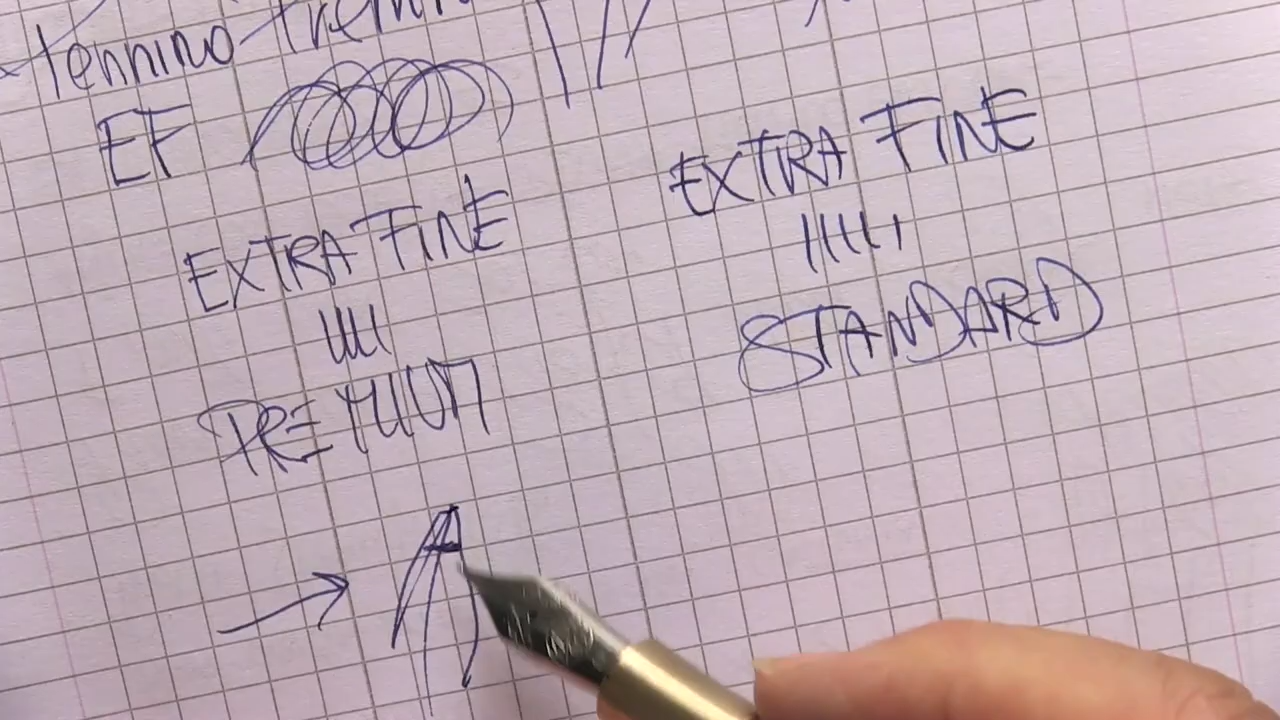 EF
EXTRA FINE
PREMIUM
EXTRA FINE
STANDARD